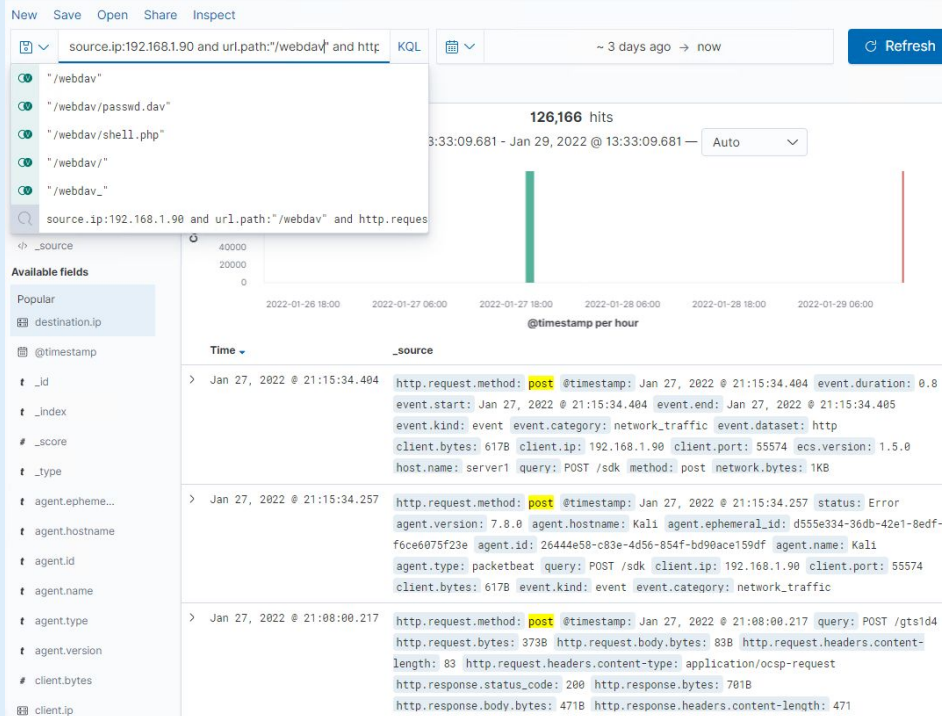 New Save Open Share Inspect
source.ip:192.168.1.90 and url.path:"/webdav" and http KQL ~ 3 days ago → now Refresh
"/webdav"
"/webdav/passwd.dav"
"/webdav/shell.php"
"/webdav/"
"/webdav_"
source.ip:192.168.1.90 and url.path:"/webdav" and http.reques
126,166 hits
3:33:09.681 - Jan 29, 2022 @ 13:33:09.681 — Auto
40000
20000
0
2022-01-26 18:00 2022-01-27 06:00 2022-01-27 18:00 2022-01-28 06:00 2022-01-28 18:00 2022-01-29 06:00
@timestamp per hour
</> _source
Available fields
Popular
destination.ip
@timestamp
t _id
t _index
# _score
t _type
t agent.epheme...
t agent.hostname
t agent.id
t agent.name
t agent.type
t agent.version
# client.bytes
client.ip
Time _source
> Jan 27, 2022 @ 21:15:34.404 http.request.method: post @timestamp: Jan 27, 2022 @ 21:15:34.404 event.duration: 0.8
event.start: Jan 27, 2022 @ 21:15:34.404 event.end: Jan 27, 2022 @ 21:15:34.405
event.kind: event event.category: network_traffic event.dataset: http
client.bytes: 617B client.ip: 192.168.1.90 client.port: 55574 ecs.version: 1.5.0
host.name: server1 query: POST /sdk method: post network.bytes: 1KB
> Jan 27, 2022 @ 21:15:34.257 http.request.method: post @timestamp: Jan 27, 2022 @ 21:15:34.257 status: Error
agent.version: 7.8.0 agent.hostname: Kali agent.ephemeral_id: d555e334-36db-42e1-8edf-
f6ce6075f23e agent.id: 26444e58-c83e-4d56-854f-bd90ace159df agent.name: Kali
agent.type: packetbeat query: POST /sdk client.ip: 192.168.1.90 client.port: 55574
client.bytes: 617B event.kind: event event.category: network_traffic
> Jan 27, 2022 @ 21:08:00.217 http.request.method: post @timestamp: Jan 27, 2022 @ 21:08:00.217 query: POST /gts1d4
http.request.bytes: 373B http.request.body.bytes: 83B http.request.headers.content-
length: 83 http.request.headers.content-type: application/ocsp-request
http.response.status_code: 200 http.response.bytes: 701B
http.response.body.bytes: 471B http.response.headers.content-length: 471